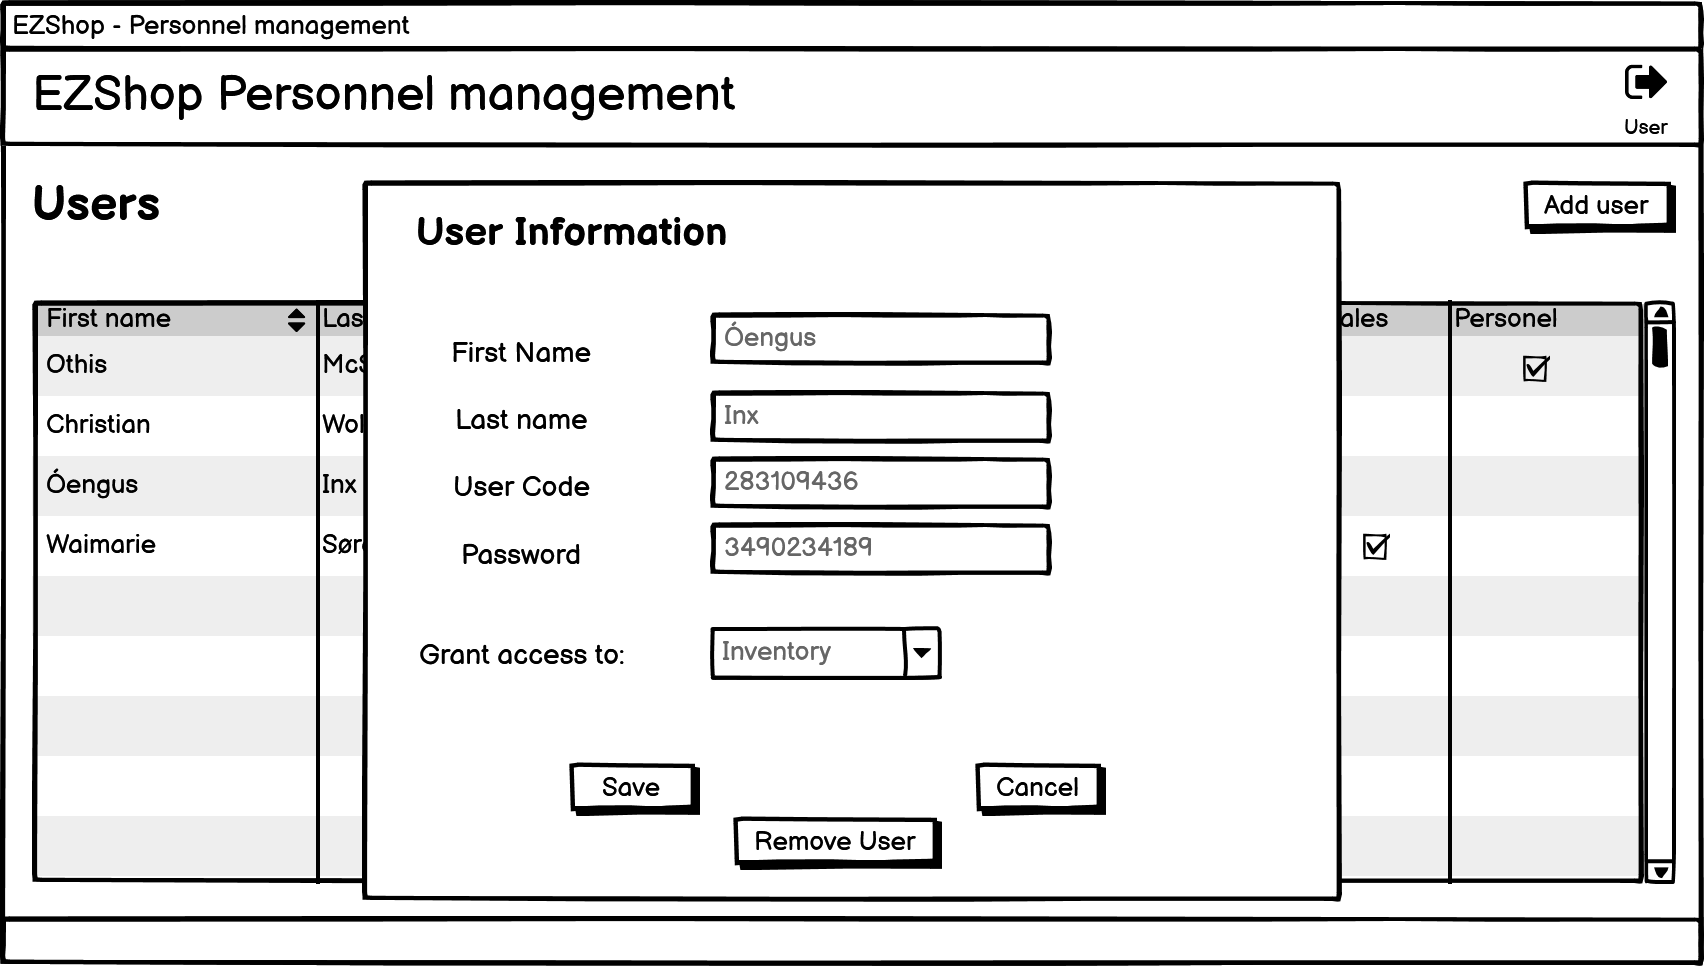 EZShop - Personnel management
EZShop Personnel management
User
Users
Add user
User Information
First name
Las
ales
Personel
Othis
McS
Christian
Wol
Óengus
Inx
Waimarie
Søre
First Name
Óengus
Last name
Inx
User Code
283109436
Password
3490234189
Grant access to:
Inventory
Save
Cancel
Remove User